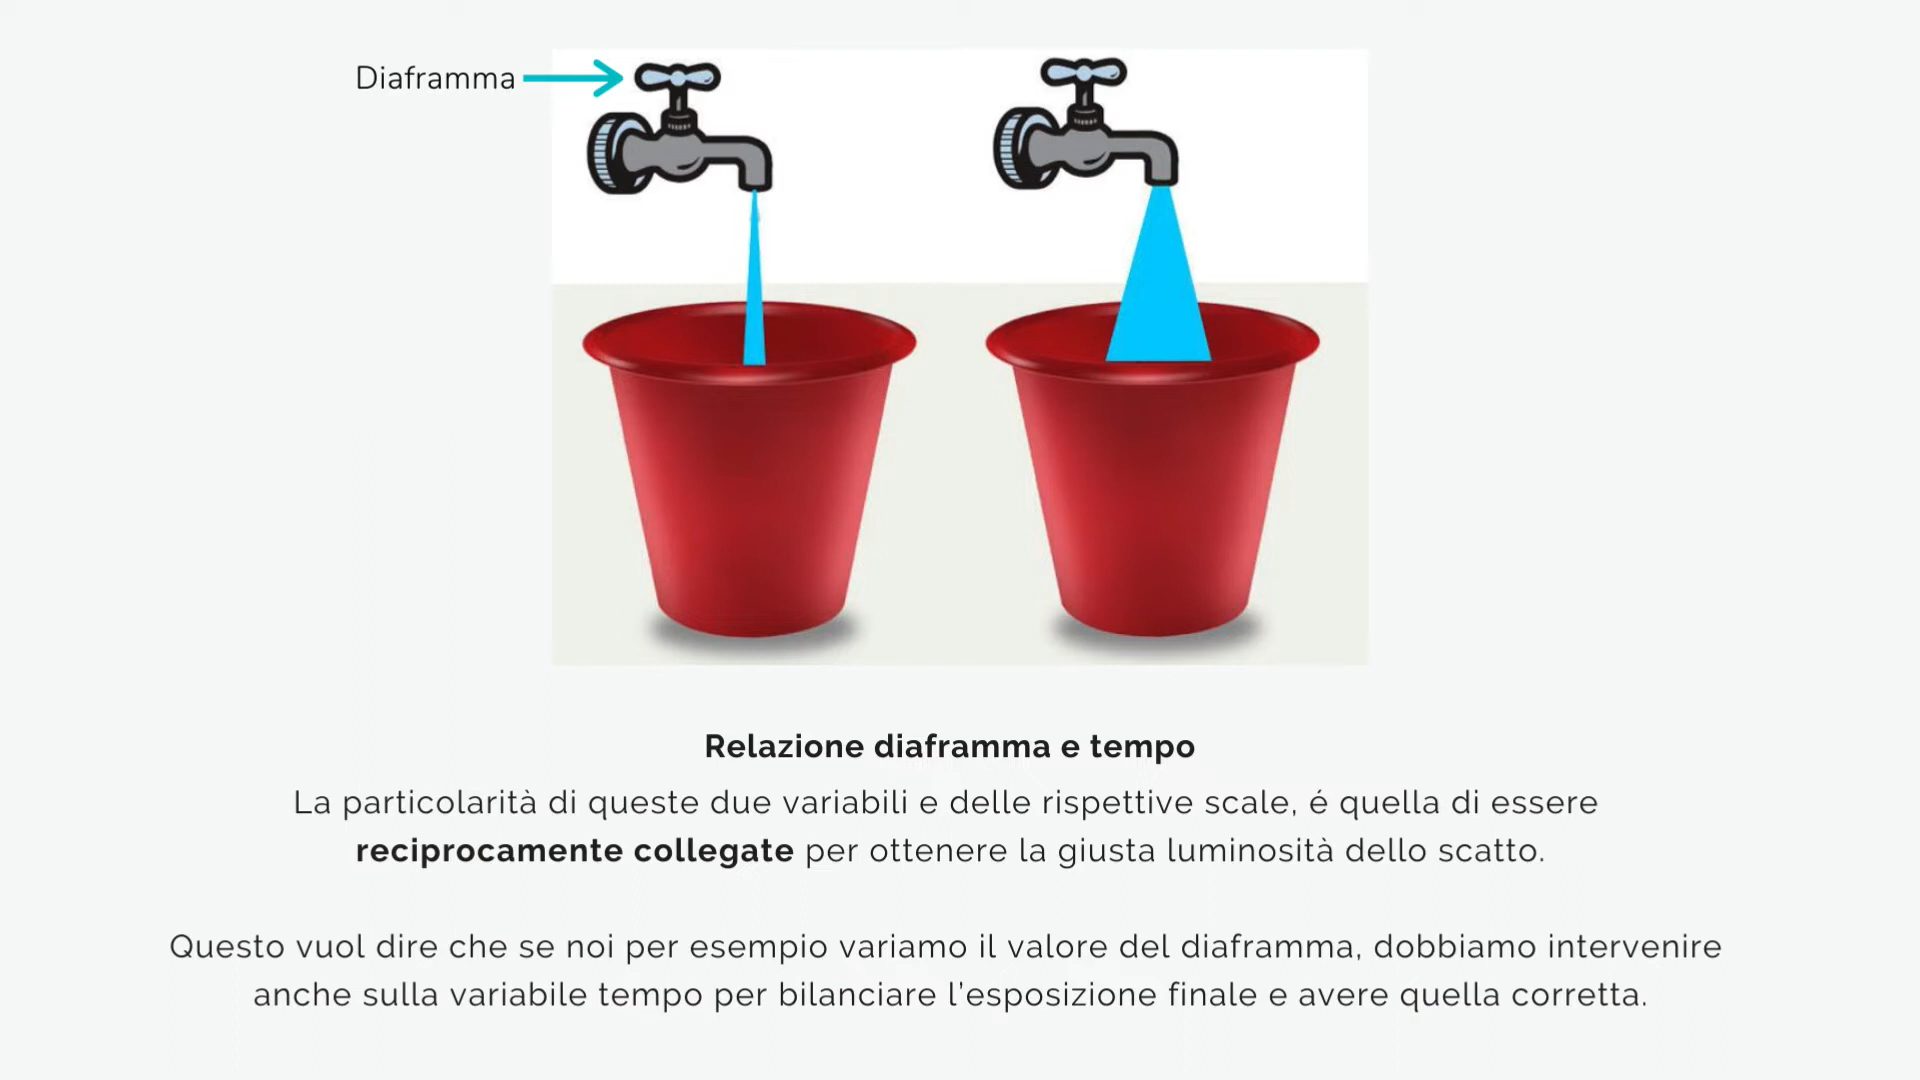 Diaframma
Relazione diaframma e tempo
La particolarità di queste due variabili e delle rispettive scale, é quella di essere
reciprocamente collegate per ottenere la giusta luminosità dello scatto.
Questo vuol dire che se noi per esempio variamo il valore del diaframma, dobbiamo intervenire
anche sulla variabile tempo per bilanciare l’esposizione finale e avere quella corretta.